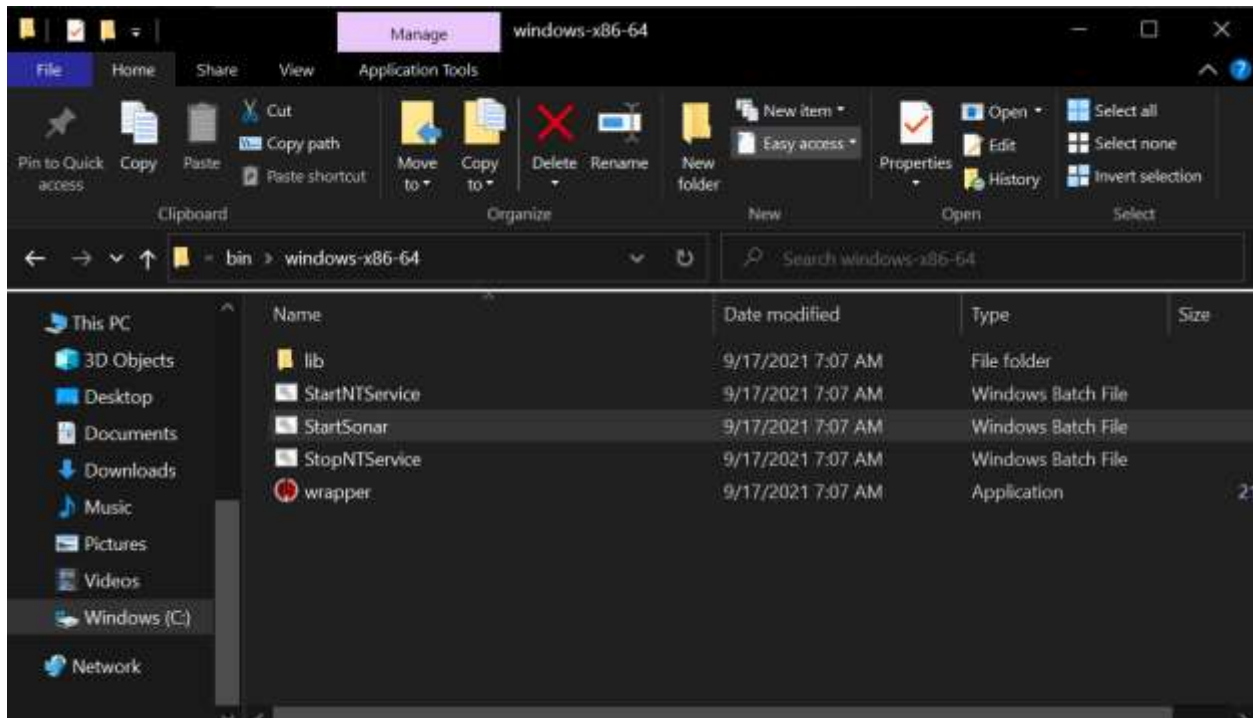 Manage
windows-x86-64
File
Home
Share
View
Application Tools
Pin to Quick access
Copy
Paste
Cut
Copy path
Paste shortcut
Move to
Copy to
Delete
Rename
New folder
New item
Easy access
Properties
Open
Edit
History
Select all
Select none
Invert selection
Clipboard
Organize
New
Open
Select
bin > windows-x86-64
Search windows-x86-64
This PC
3D Objects
Desktop
Documents
Downloads
Music
Pictures
Videos
Windows (C:)
Network
Name Date modified Type Size
lib 9/17/2021 7:07 AM File folder
StartNTService 9/17/2021 7:07 AM Windows Batch File
StartSonar 9/17/2021 7:07 AM Windows Batch File
StopNTService 9/17/2021 7:07 AM Windows Batch File
wrapper 9/17/2021 7:07 AM Application